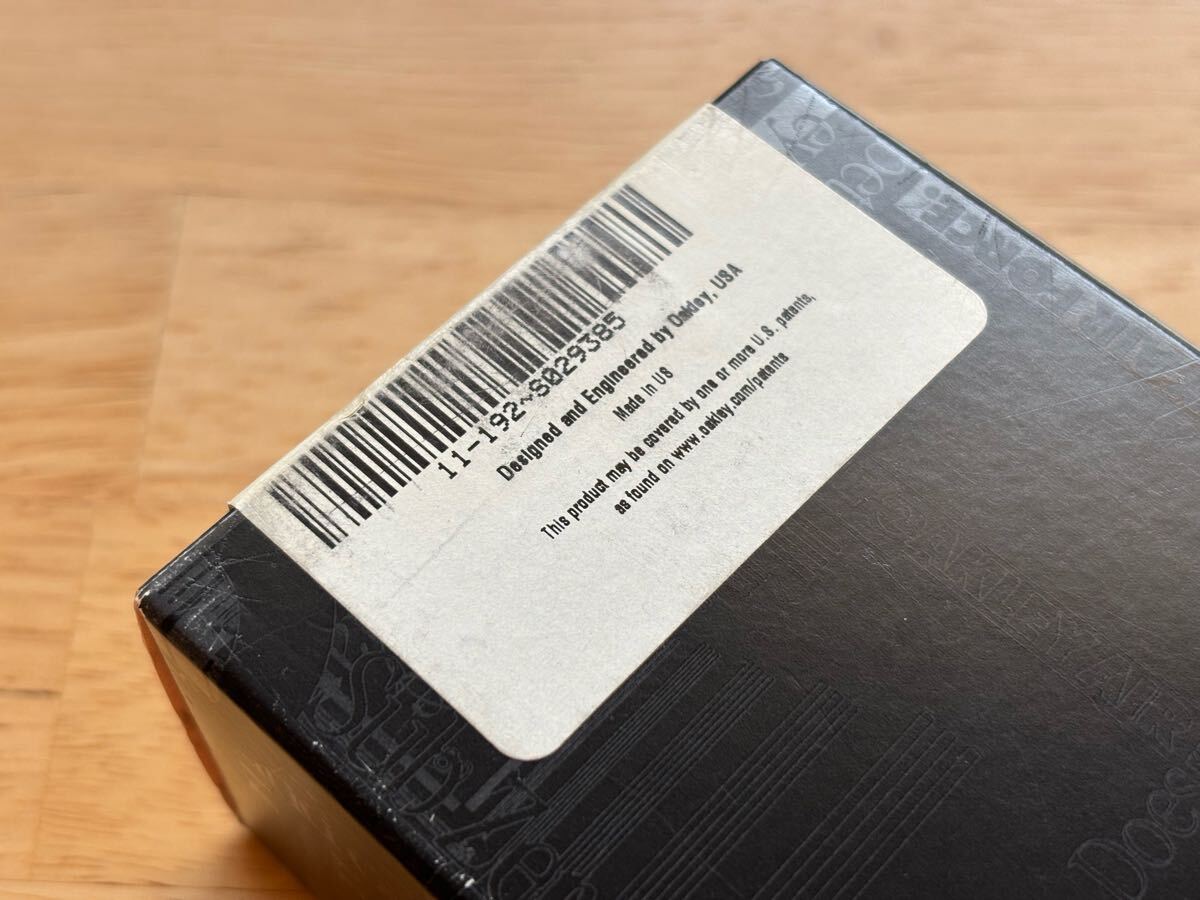 11-192~S029385
Designed and Engineered by Oakley, USA
Made in US
This product may be covered by one or more U.S. patents,
as found on www.oakley.com/patents